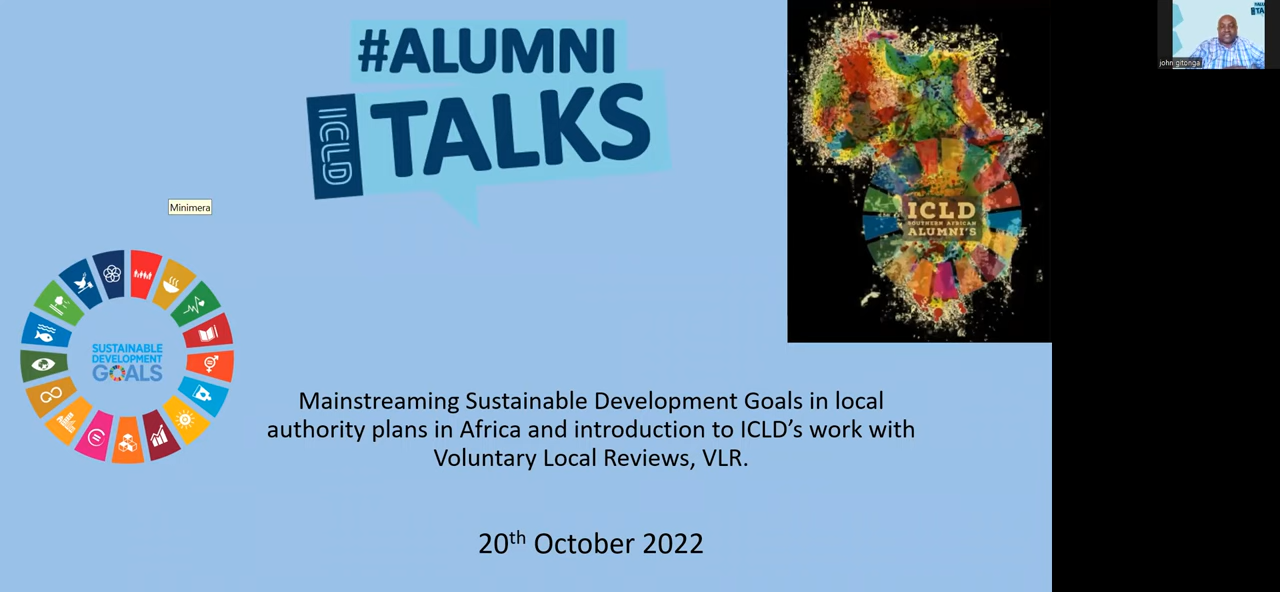 #ALUMNI
ICLD
TALKS
ICLD
SOUTHERN AFRICAN
ALUMNI'S
john gitonga
Minimera
SUSTAINABLE
DEVELOPMENT
GOALS
Mainstreaming Sustainable Development Goals in local
authority plans in Africa and introduction to ICLD's work with
Voluntary Local Reviews, VLR.
20th October 2022